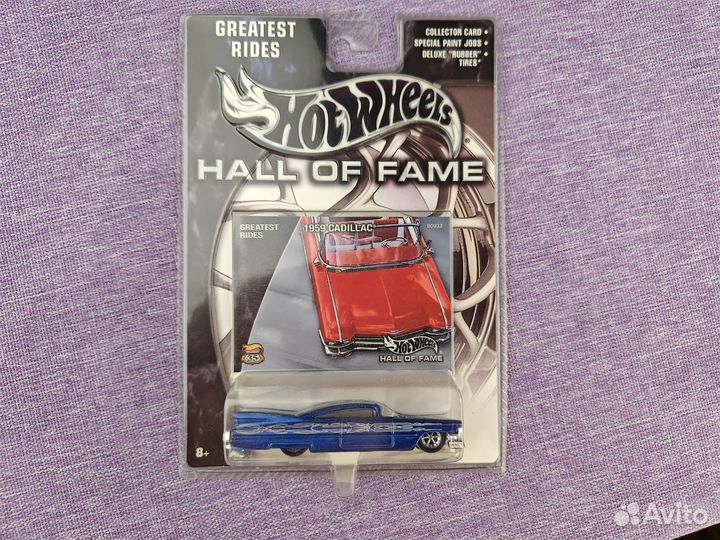 GREATEST
RIDES
COLLECTOR CARD •
SPECIAL PAINT JOBS •
DELUXE "RUBBER" •
TIRES*
HOT WHEELS
HALL OF FAME
GREATEST
RIDES
1959 CADILLAC
HOT WHEELS
HALL OF FAME
35
8+
Avito